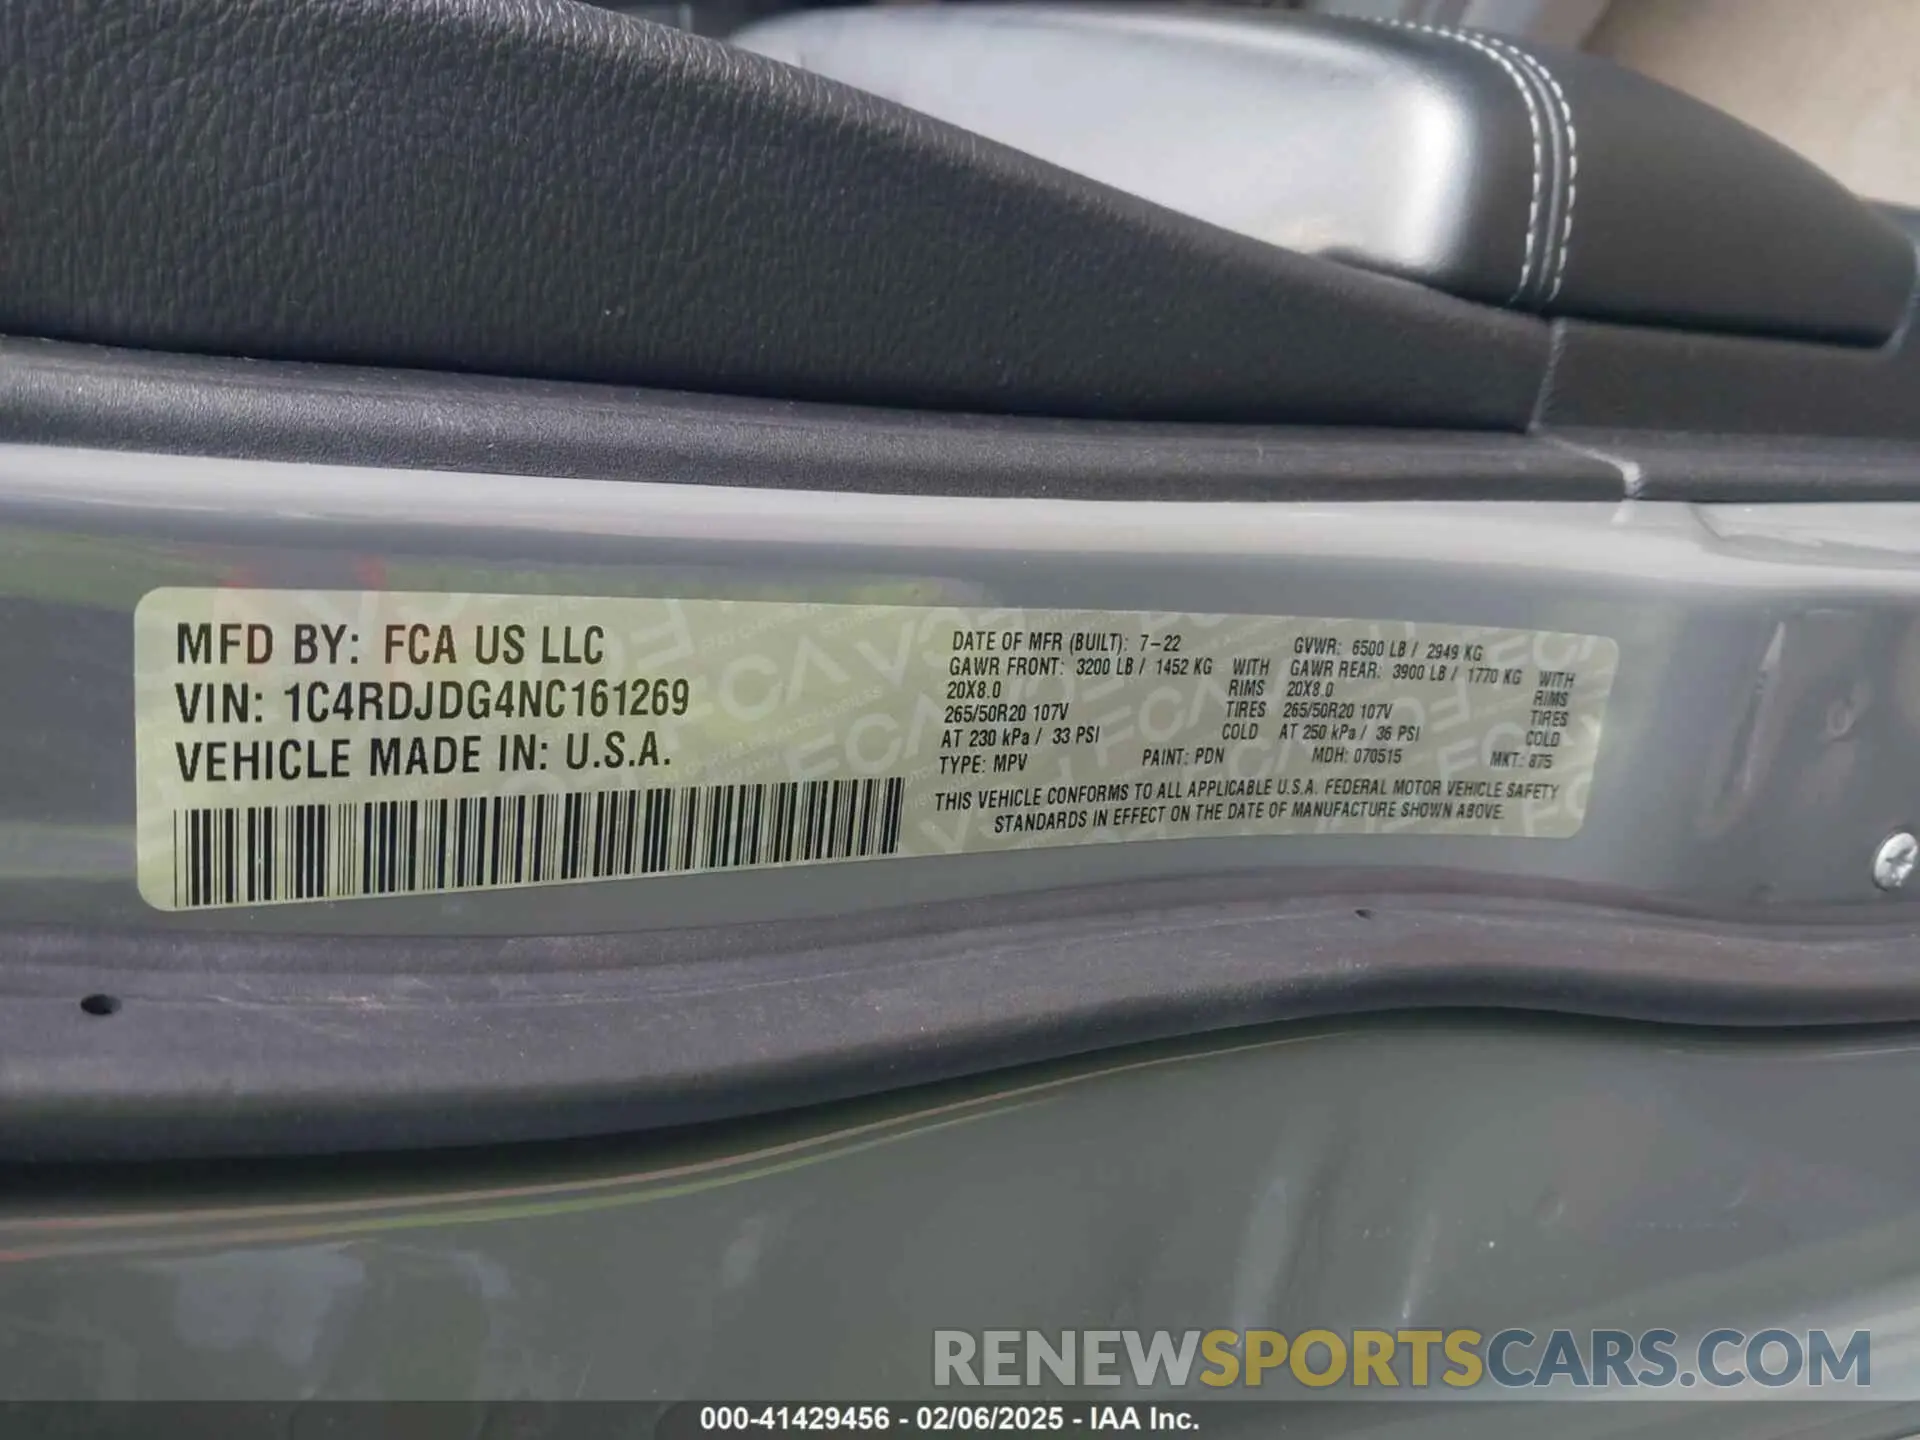 MFD BY: FCA US LLC
VIN: 1C4RDJDG4NC161269
VEHICLE MADE IN: U.S.A.
DATE OF MFR (BUILT): 7-22 GVWR: 6500 LB / 2949 KG
GAWR FRONT: 3200 LB / 1452 KG WITH GAWR REAR: 3900 LB / 1770 KG WITH
20X8.0 RIMS 20X8.0 RIMS
265/50R20 107V TIRES 265/50R20 107V TIRES
AT 230 kPa / 33 PSI COLD AT 250 kPa / 36 PSI COLD
TYPE: MPV PAINT: PDN MDH: 070515 MKT: 875
THIS VEHICLE CONFORMS TO ALL APPLICABLE U.S.A. FEDERAL MOTOR VEHICLE SAFETY
STANDARDS IN EFFECT ON THE DATE OF MANUFACTURE SHOWN ABOVE.
RENEWSPORTSCARS.COM
000-41429456 - 02/06/2025 - IAA Inc.